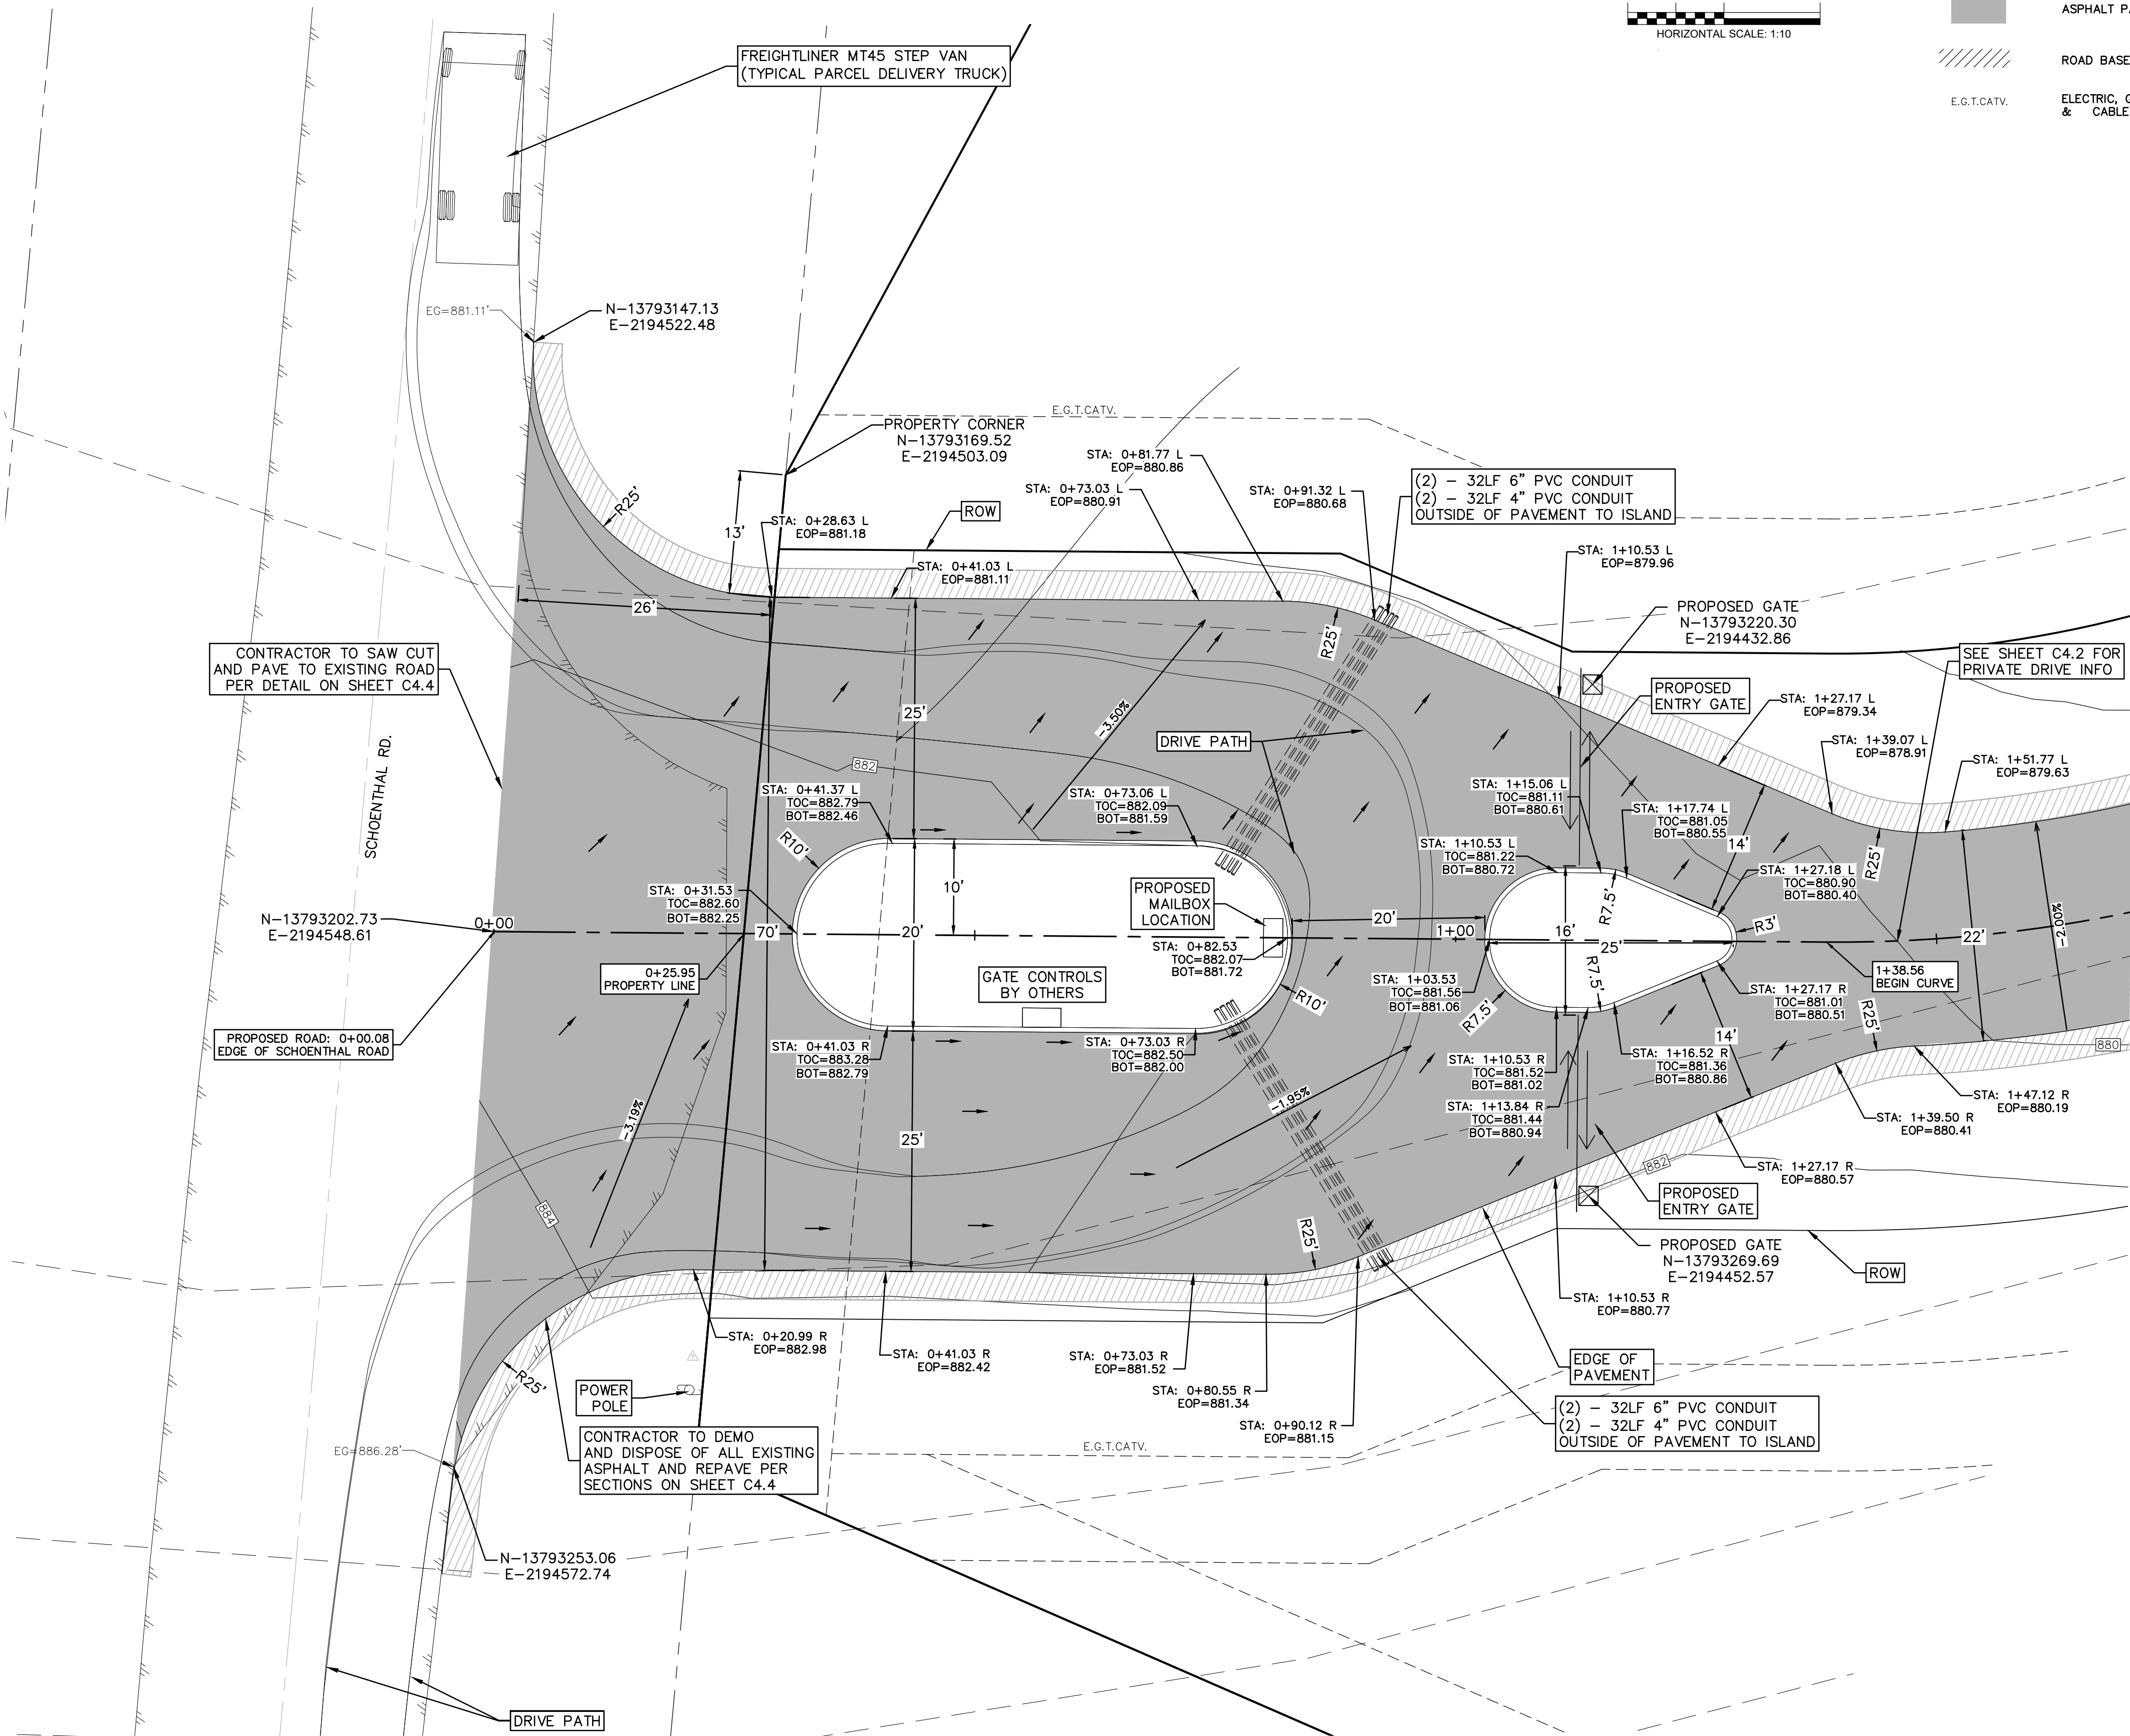 HORIZONTAL SCALE: 1:10
ASPHALT
ROAD BASE
E.G.T.CATV.
ELECTRIC,
& CABLE
FREIGHTLINER MT45 STEP VAN
(TYPICAL PARCEL DELIVERY TRUCK)
EG=881.11'
N-13793147.13
E-2194522.48
E.G.T.CATV.
PROPERTY CORNER
N-13793169.52
E-2194503.09
R25'
13'
ROW
STA: 0+28.63 L
EOP=881.18
STA: 0+41.03 L
EOP=881.11
STA: 0+73.03 L
EOP=880.91
STA: 0+81.77 L
EOP=880.86
STA: 0+91.32 L
EOP=880.68
(2) - 32LF 6" PVC CONDUIT
(2) - 32LF 4" PVC CONDUIT
OUTSIDE OF PAVEMENT TO ISLAND
STA: 1+10.53 L
EOP=879.96
PROPOSED GATE
N-13793220.30
E-2194432.86
SEE SHEET C4.2 FOR
PRIVATE DRIVE INFO
26'
R25'
CONTRACTOR TO SAW CUT
AND PAVE TO EXISTING ROAD
PER DETAIL ON SHEET C4.4
25'
-3.50%
DRIVE PATH
PROPOSED
ENTRY GATE
STA: 1+27.17 L
EOP=879.34
STA: 1+39.07 L
EOP=878.91
STA: 1+51.77 L
EOP=879.63
SCHOENTHAL RD.
882
STA: 0+41.37 L
TOC=882.79
BOT=882.46
STA: 0+73.06 L
TOC=882.09
BOT=881.59
STA: 1+15.06 L
TOC=881.11
BOT=880.61
STA: 1+17.74 L
TOC=881.05
BOT=880.55
14'
STA: 1+10.53 L
TOC=881.22
BOT=880.72
STA: 1+27.18 L
TOC=880.90
BOT=880.40
R25'
R10'
10'
STA: 0+31.53
TOC=882.60
BOT=882.25
PROPOSED
MAILBOX
LOCATION
R7.5'
R3'
N-13793202.73
E-2194548.61
0+00
70'
20'
20'
1+00
16'
25'
22'
-2.00%
STA: 0+82.53
TOC=882.07
BOT=881.72
0+25.95
PROPERTY LINE
GATE CONTROLS
BY OTHERS
R10'
STA: 1+03.53
TOC=881.56
BOT=881.06
R7.5'
R7.5'
1+38.56
BEGIN CURVE
STA: 1+27.17 R
TOC=881.01
BOT=880.51
R25'
PROPOSED ROAD: 0+00.08
EDGE OF SCHOENTHAL ROAD
STA: 0+41.03 R
TOC=883.28
BOT=882.79
STA: 0+73.03 R
TOC=882.50
BOT=882.00
STA: 1+10.53 R
TOC=881.52
BOT=881.02
STA: 1+16.52 R
TOC=881.36
BOT=880.86
14'
880
-3.19%
-1.95%
STA: 1+13.84 R
TOC=881.44
BOT=880.94
STA: 1+47.12 R
EOP=880.19
STA: 1+39.50 R
EOP=880.41
25'
882
STA: 1+27.17 R
EOP=880.57
884
PROPOSED
ENTRY GATE
R25'
PROPOSED GATE
N-13793269.69
E-2194452.57
ROW
STA: 1+10.53 R
EOP=880.77
STA: 0+20.99 R
EOP=882.98
STA: 0+41.03 R
EOP=882.42
STA: 0+73.03 R
EOP=881.52
STA: 0+80.55 R
EOP=881.34
STA: 0+90.12 R
EOP=881.15
EDGE OF
PAVEMENT
R25'
POWER
POLE
(2) - 32LF 6" PVC CONDUIT
(2) - 32LF 4" PVC CONDUIT
OUTSIDE OF PAVEMENT TO ISLAND
EG=886.28'
CONTRACTOR TO DEMO
AND DISPOSE OF ALL EXISTING
ASPHALT AND REPAVE PER
SECTIONS ON SHEET C4.4
E.G.T.CATV.
N-13793253.06
E-2194572.74
DRIVE PATH